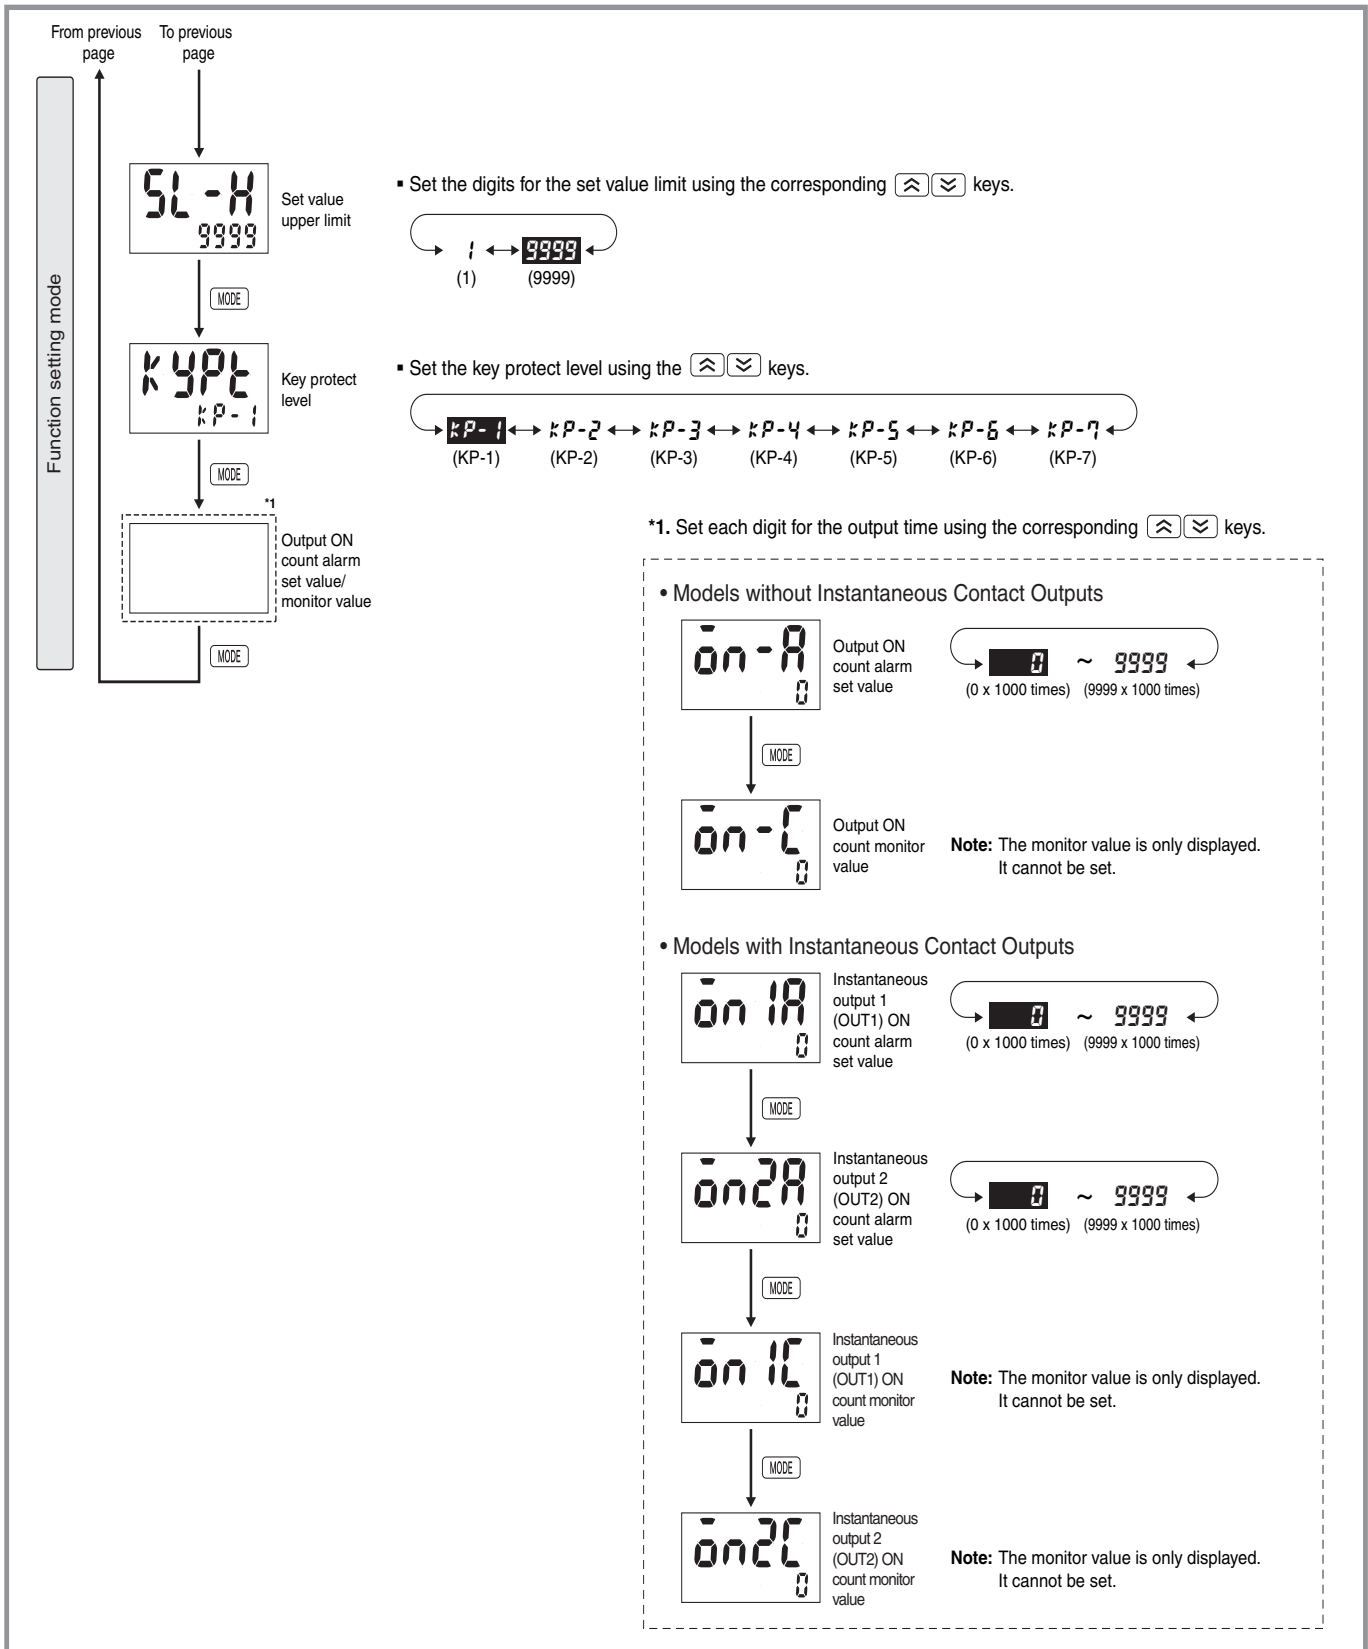 From previous page
To previous page
Function setting mode
SL-H
9999
Set value
upper limit
▪ Set the digits for the set value limit using the corresponding keys.
1 9999
(1) (9999)
MODE
KYPt
KP-1
Key protect
level
▪ Set the key protect level using the keys.
KP-1 KP-2 KP-3 KP-4 KP-5 KP-6 KP-7
(KP-1) (KP-2) (KP-3) (KP-4) (KP-5) (KP-6) (KP-7)
MODE
*1
Output ON
count alarm
set value/
monitor value
MODE
*1. Set each digit for the output time using the corresponding keys.
• Models without Instantaneous Contact Outputs
on-A
0
Output ON
count alarm
set value
0 ~ 9999
(0 x 1000 times) (9999 x 1000 times)
MODE
on-C
0
Output ON
count monitor
value
Note: The monitor value is only displayed.
It cannot be set.
• Models with Instantaneous Contact Outputs
on1A
0
Instantaneous
output 1
(OUT1) ON
count alarm
set value
0 ~ 9999
(0 x 1000 times) (9999 x 1000 times)
MODE
on2A
0
Instantaneous
output 2
(OUT2) ON
count alarm
set value
0 ~ 9999
(0 x 1000 times) (9999 x 1000 times)
MODE
on1C
0
Instantaneous
output 1
(OUT1) ON
count monitor
value
Note: The monitor value is only displayed.
It cannot be set.
MODE
on2C
0
Instantaneous
output 2
(OUT2) ON
count monitor
value
Note: The monitor value is only displayed.
It cannot be set.